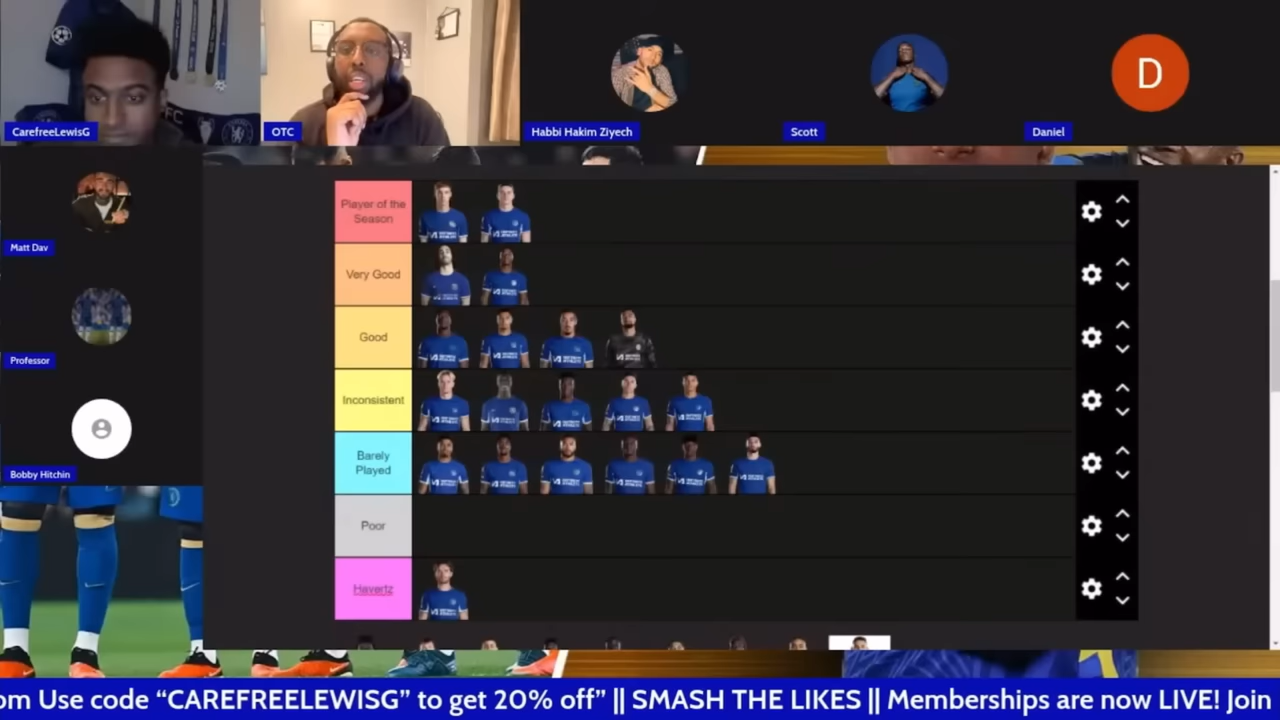 CarefreeLewisG
OTC
Habbi Hakim Ziyech
Scott
D
Daniel
Matt Dav
Professor
Bobby Hitchin
Player of the
Season
Very Good
Good
Inconsistent
Barely
Played
Poor
Havertz
om Use code “CAREFREELEWISG” to get 20% off” || SMASH THE LIKES || Memberships are now LIVE! Join